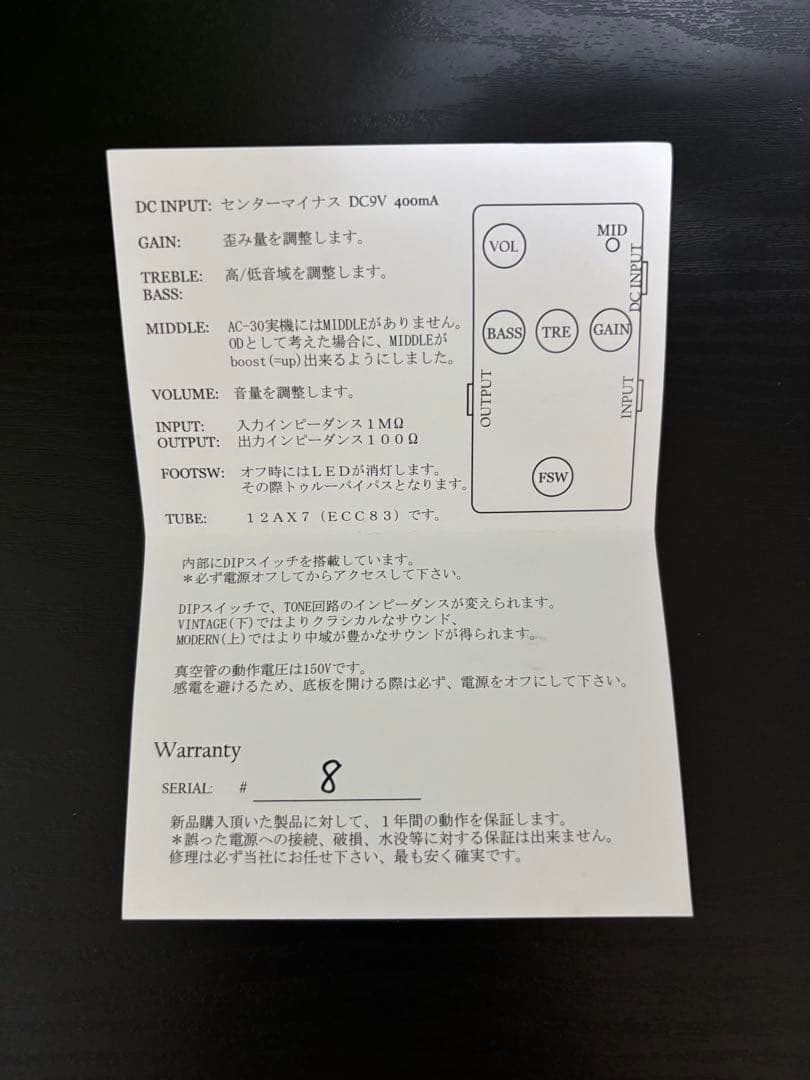 DC INPUT: センターマイナス DC9V 400mA
GAIN: 歪み量を調整します。
TREBLE: 高/低音域を調整します。
BASS:
MIDDLE: AC-30実機にはMIDDLEがありません。
ODとして考えた場合に、MIDDLEが
boost(=up)出来るようにしました。
VOLUME: 音量を調整します。
INPUT: 入力インピーダンス１ＭΩ
OUTPUT: 出力インピーダンス１００Ω
FOOTSW: オフ時にはＬＥＤが消灯します。
その際トゥルーバイパスとなります。
TUBE: １２ＡＸ７（ＥＣＣ８３）です。
VOL
MID
DC INPUT
BASS
TRE
GAIN
OUTPUT
INPUT
FSW
内部にDIPスイッチを搭載しています。
＊必ず電源オフしてからアクセスして下さい。
DIPスイッチで、TONE回路のインピーダンスが変えられます。
VINTAGE(下)ではよりクラシカルなサウンド、
MODERN(上)ではより中域が豊かなサウンドが得られます。
真空管の動作電圧は150Vです。
感電を避けるため、底板を開ける際は必ず、電源をオフにして下さい。
Warranty
SERIAL: # 8
新品購入頂いた製品に対して、１年間の動作を保証します。
＊誤った電源への接続、破損、水没等に対する保証は出来ません。
修理は必ず当社にお任せ下さい、最も安く確実です。